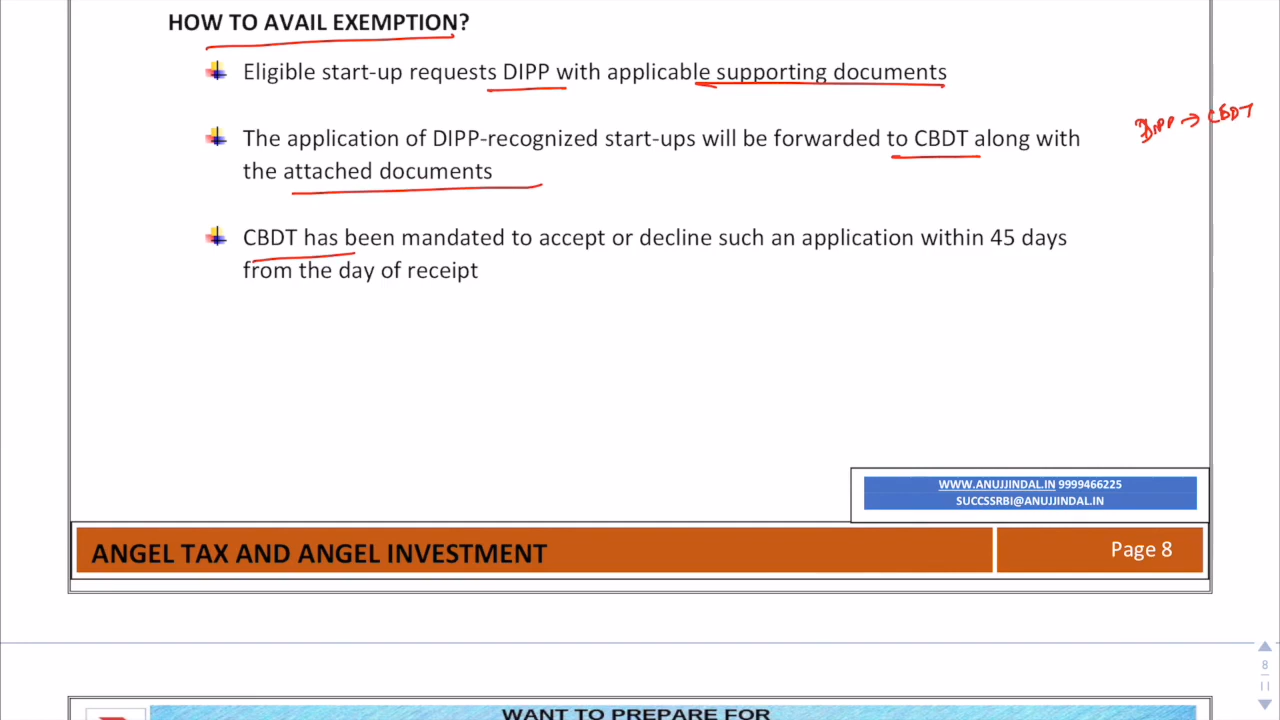 HOW TO AVAIL EXEMPTION?
Eligible start-up requests DIPP with applicable supporting documents
DIPP → CBDT
The application of DIPP-recognized start-ups will be forwarded to CBDT along with
the attached documents
CBDT has been mandated to accept or decline such an application within 45 days
from the day of receipt
WWW.ANUJJINDAL.IN 9999466225
SUCCSSRBI@ANUJJINDAL.IN
ANGEL TAX AND ANGEL INVESTMENT
Page 8
8
11
WANT TO PREPARE FOR